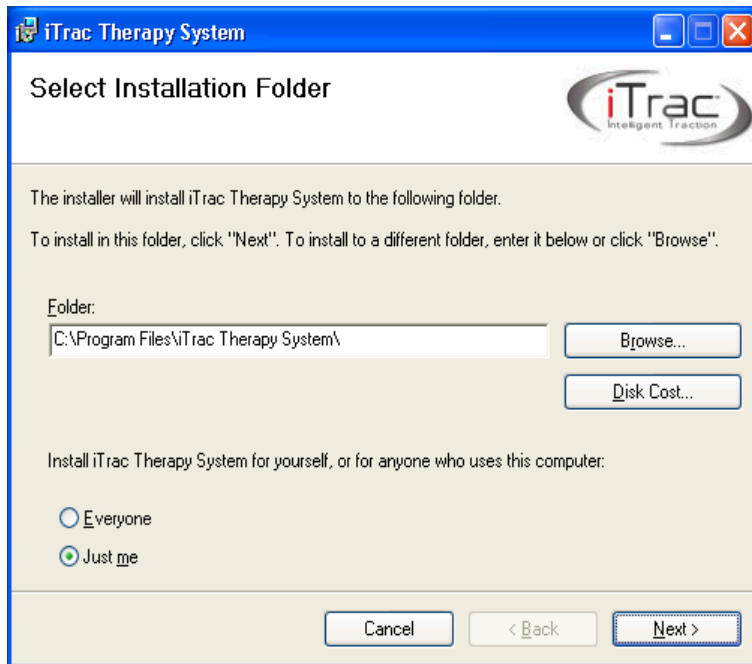 iTrac Therapy System
Select Installation Folder
iTrac
Intelligent Traction
The installer will install iTrac Therapy System to the following folder.
To install in this folder, click "Next". To install to a different folder, enter it below or click "Browse".
Folder:
C:\Program Files\iTrac Therapy System\
Browse...
Disk Cost...
Install iTrac Therapy System for yourself, or for anyone who uses this computer:
Everyone
Just me
Cancel
< Back
Next >